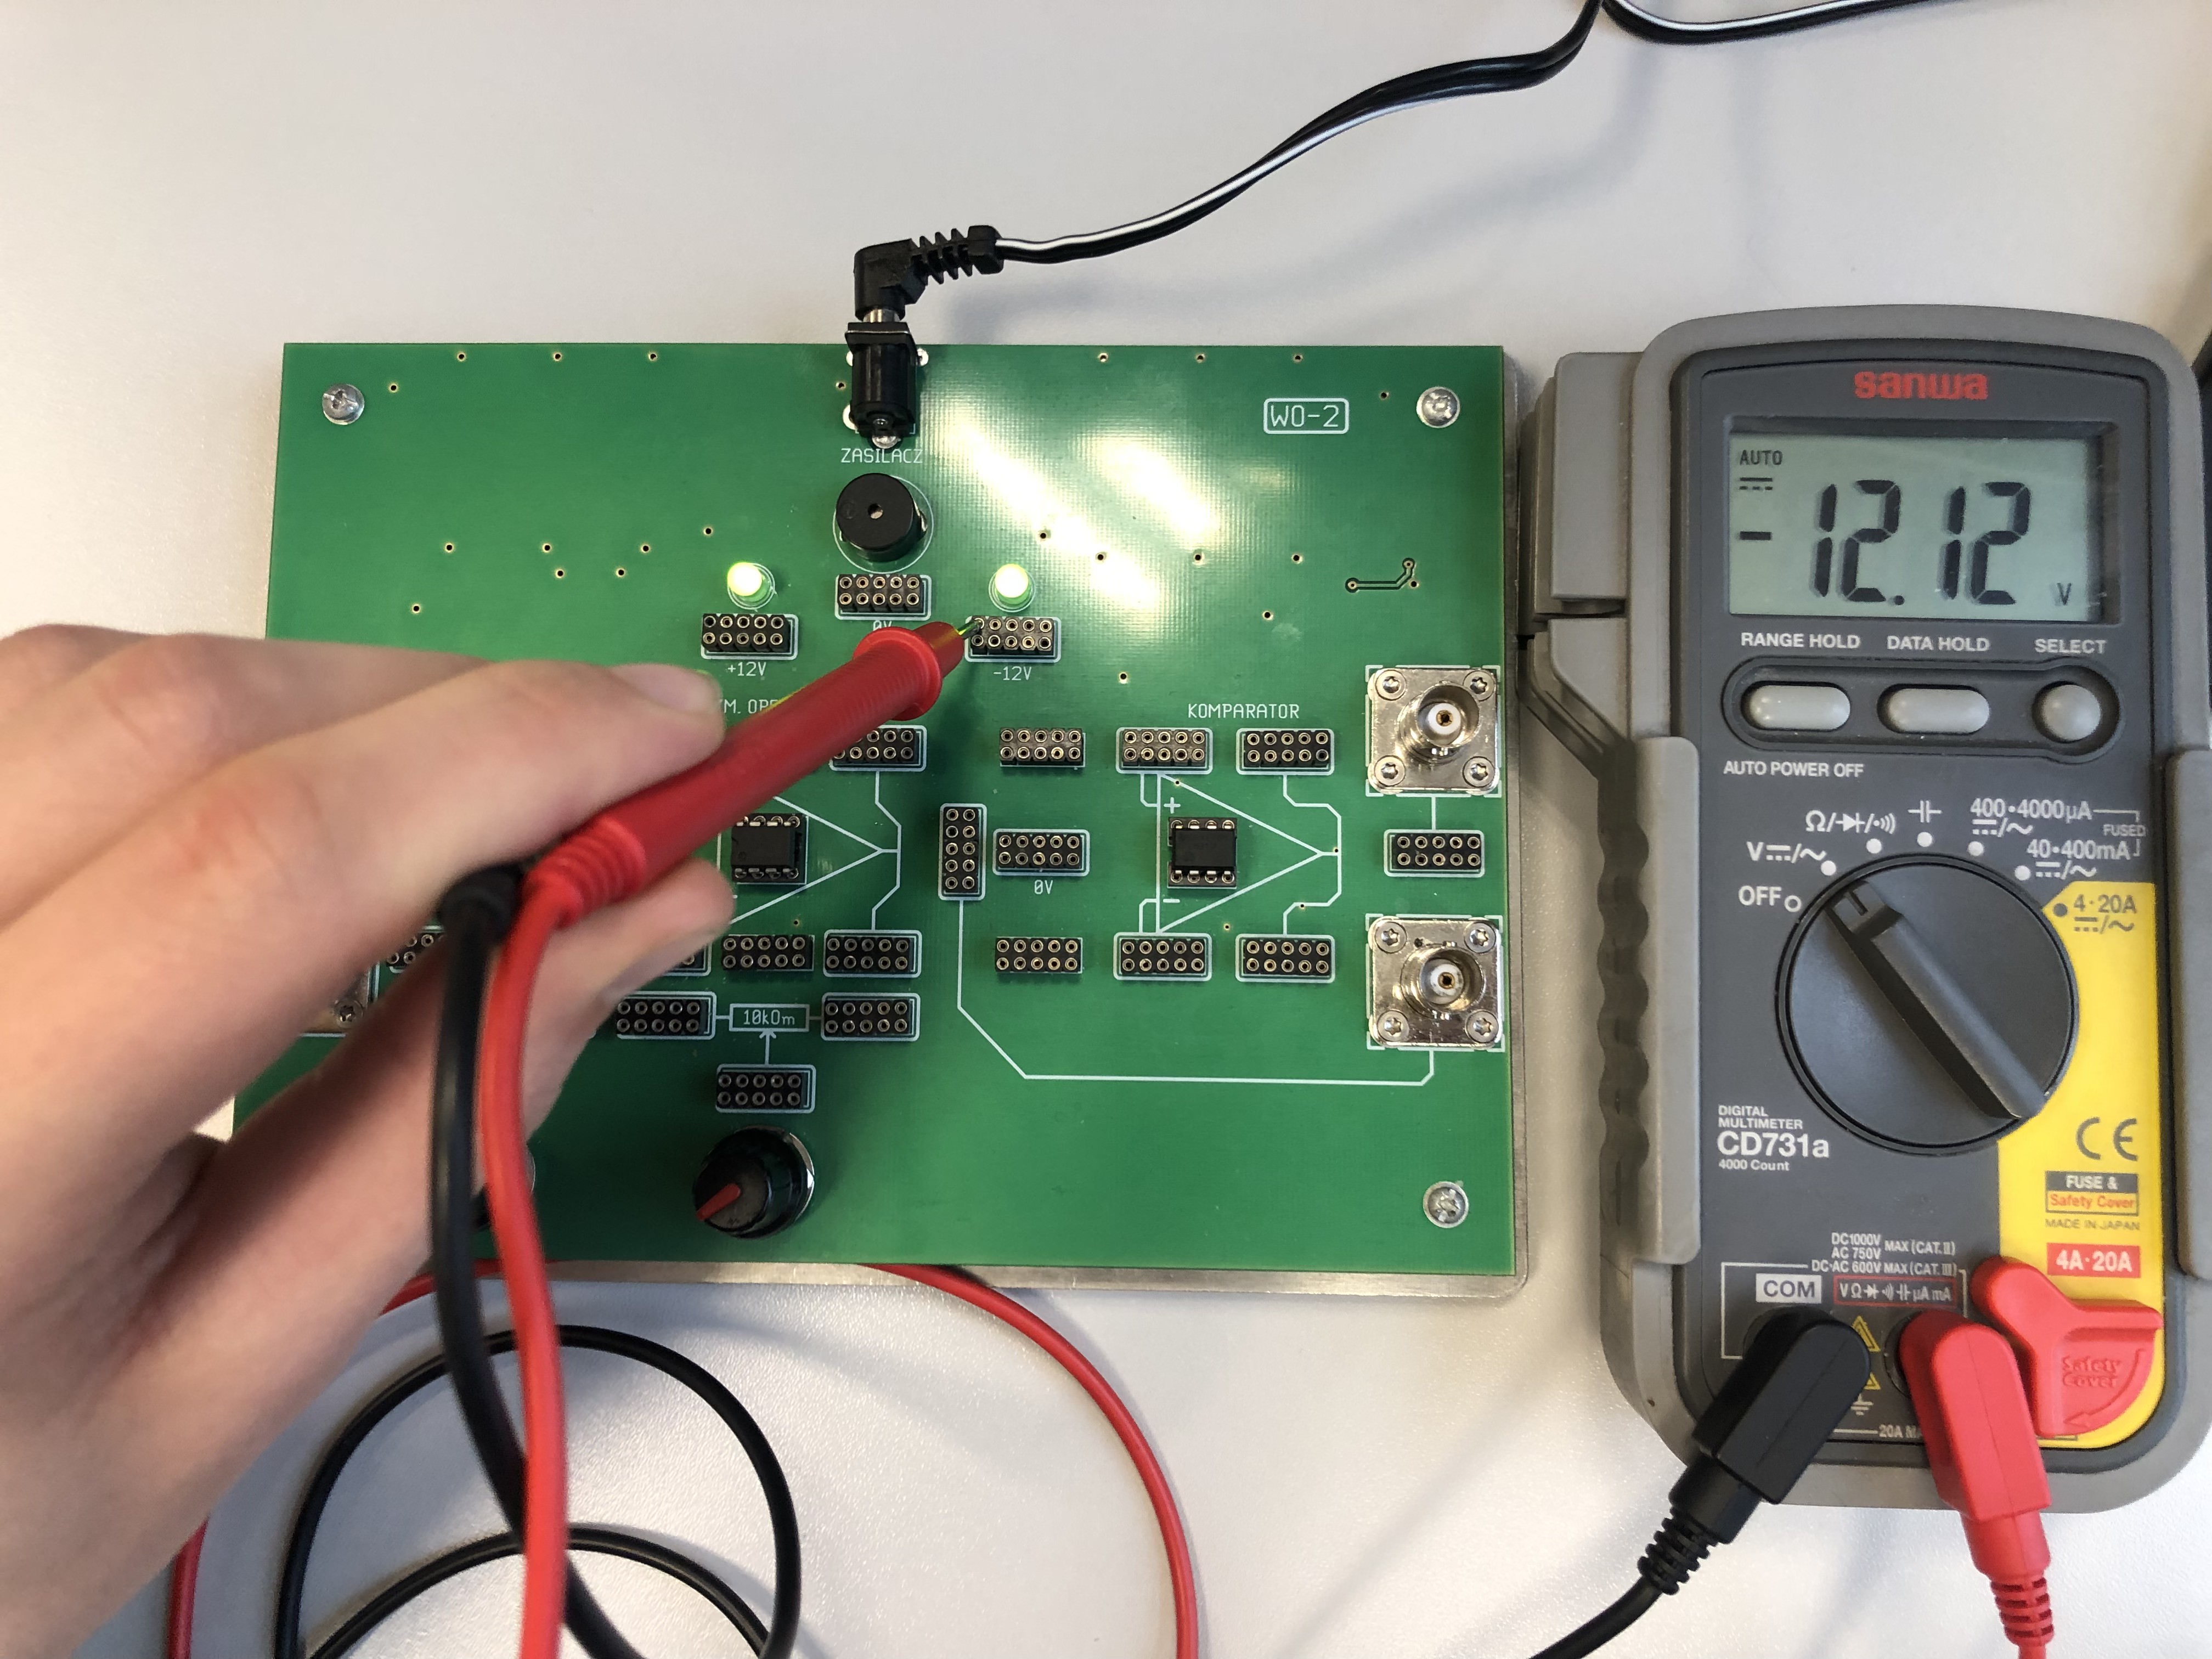 WO-2
ZASILACZ
0V
+12V
-12V
KOMPARATOR
+
-
0V
10kOm
sanwa
AUTO
-12.12 V
RANGE HOLD DATA HOLD SELECT
AUTO POWER OFF
Ω/ 400·4000µA
V 40·400mA
FUSED
OFF
4·20A
DIGITAL
MULTIMETER
CD731a
4000 Count
CE
FUSE &
Safety Cover
MADE IN JAPAN
DC1000V
AC 750V MAX (CAT.II)
DC·AC 600V MAX (CAT. III)
4A·20A
COM
VΩ µA mA
Safety
Cover